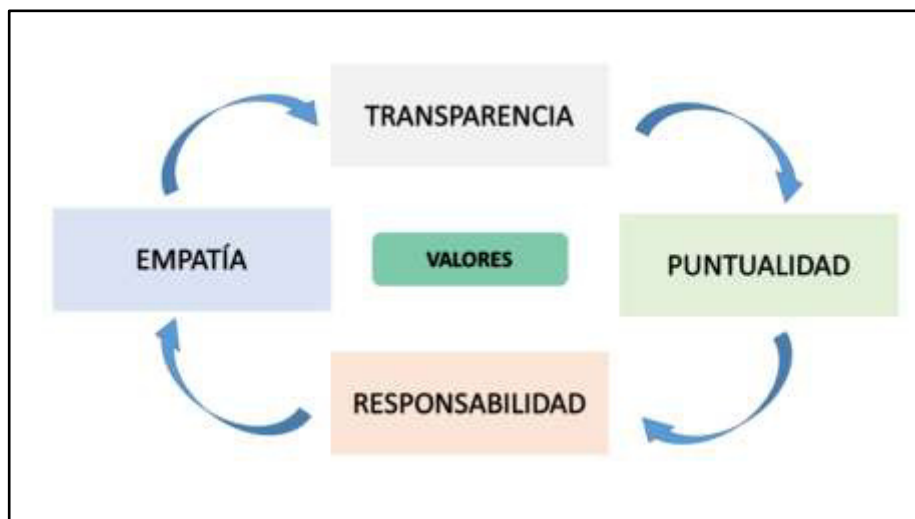 TRANSPARENCIA
EMPATÍA
VALORES
PUNTUALIDAD
RESPONSABILIDAD